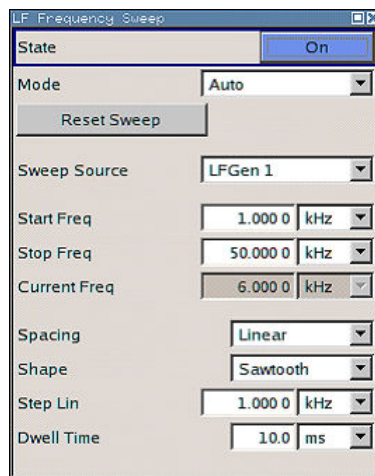 LF Frequency Sweep
State On
Mode Auto
Reset Sweep
Sweep Source LFGen 1
Start Freq 1.000 0 kHz
Stop Freq 50.000 0 kHz
Current Freq 6.000 0 kHz
Spacing Linear
Shape Sawtooth
Step Lin 1.000 0 kHz
Dwell Time 10.0 ms